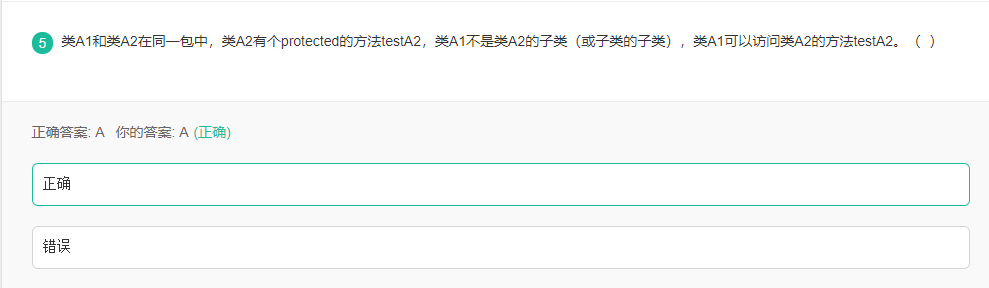 5 类A1和类A2在同一包中，类A2有个protected的方法testA2，类A1不是类A2的子类（或子类的子类），类A1可以访问类A2的方法testA2。（ ）
正确答案: A 你的答案: A (正确)
正确
错误